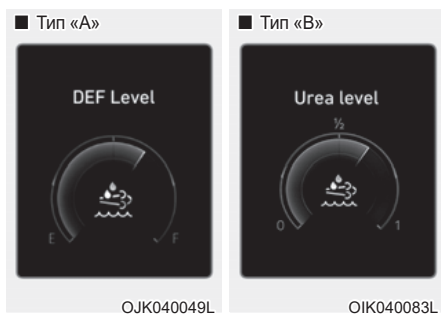 ■ Тип «A»
DEF Level
E
F
OJK040049L
■ Тип «B»
Urea level
½
0
1
OIK040083L